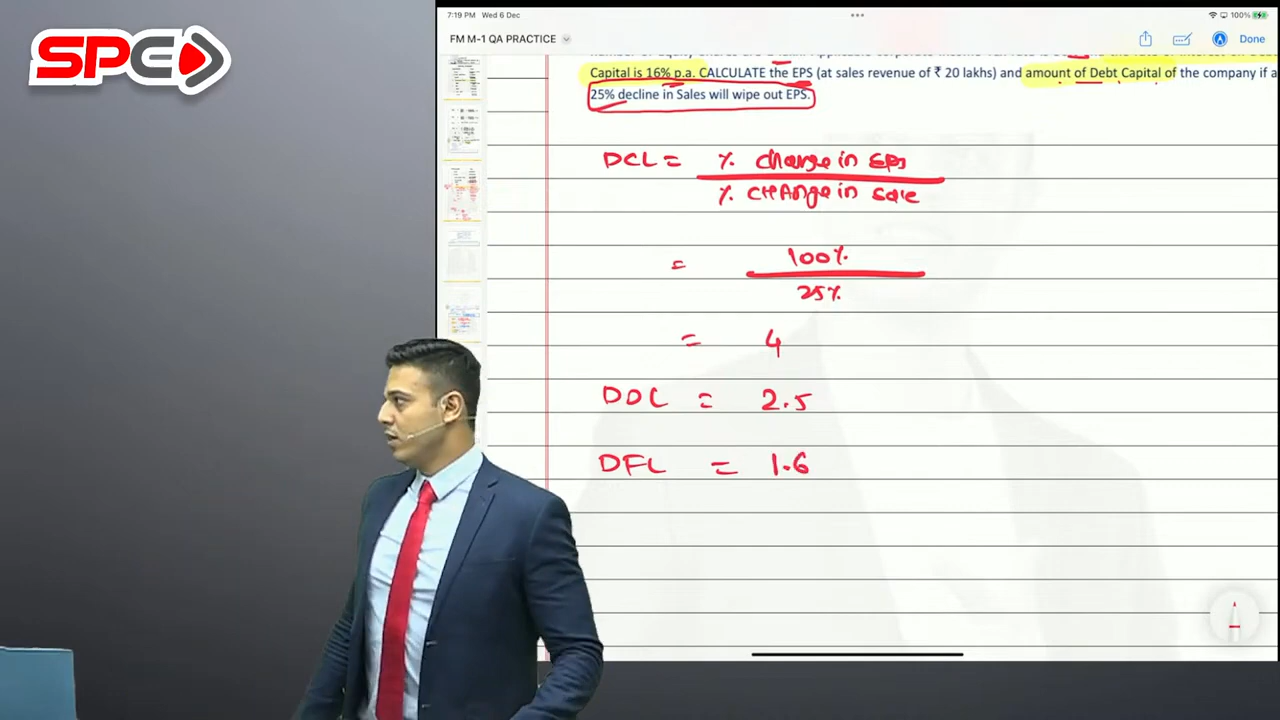 7:19 PM Wed 6 Dec
100%
FM M-1 QA PRACTICE
Done
SPED
Capital is 16% p.a. CALCULATE the EPS (at sales revenue of ₹ 20 lakhs) and amount of Debt Capital of the company if a
25% decline in Sales will wipe out EPS.
DCL = % change in EPS
% CHANGE in Sale
= 100%
25%
= 4
DOL = 2.5
DFL = 1.6